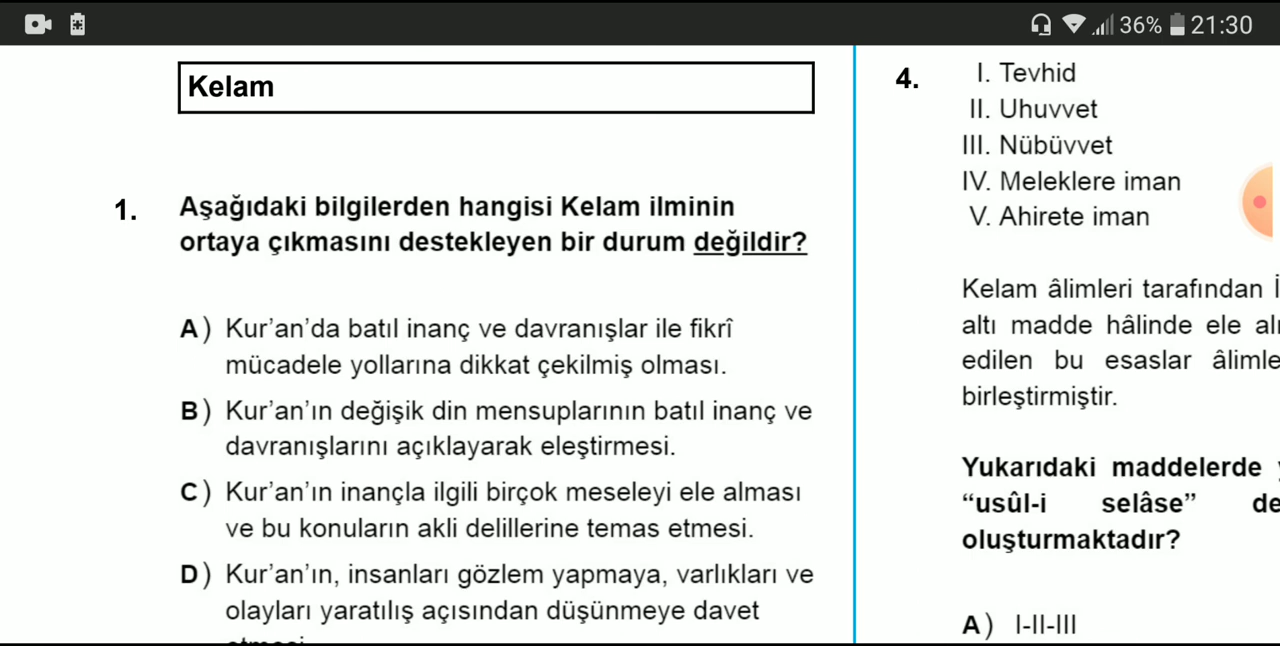 36% 21:30
Kelam
1. Aşağıdaki bilgilerden hangisi Kelam ilminin
ortaya çıkmasını destekleyen bir durum değildir?
A) Kur’an’da batıl inanç ve davranışlar ile fikrî
mücadele yollarına dikkat çekilmiş olması.
B) Kur’an’ın değişik din mensuplarının batıl inanç ve
davranışlarını açıklayarak eleştirmesi.
C) Kur’an’ın inançla ilgili birçok meseleyi ele alması
ve bu konuların akli delillerine temas etmesi.
D) Kur’an’ın, insanları gözlem yapmaya, varlıkları ve
olayları yaratılış açısından düşünmeye davet
4. I. Tevhid
II. Uhuvvet
III. Nübüvvet
IV. Meleklere iman
V. Ahirete iman
Kelam âlimleri tarafından
altı madde hâlinde ele
edilen bu esaslar
birleştirmiştir.
Yukarıdaki maddelerde
“usûl-i selâse”
oluşturmaktadır?
A) I-II-III